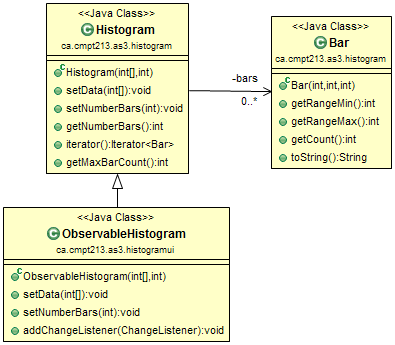 <<Java Class>>
Histogram
ca.cmpt213.as3.histogram
Histogram(int[],int)
setData(int[]):void
setNumberBars(int):void
getNumberBars():int
iterator():Iterator<Bar>
getMaxBarCount():int
-bars
0..*
<<Java Class>>
Bar
ca.cmpt213.as3.histogram
Bar(int,int,int)
getRangeMin():int
getRangeMax():int
getCount():int
toString():String
<<Java Class>>
ObservableHistogram
ca.cmpt213.as3.histogramui
ObservableHistogram(int[],int)
setData(int[]):void
setNumberBars(int):void
addChangeListener(ChangeListener):void